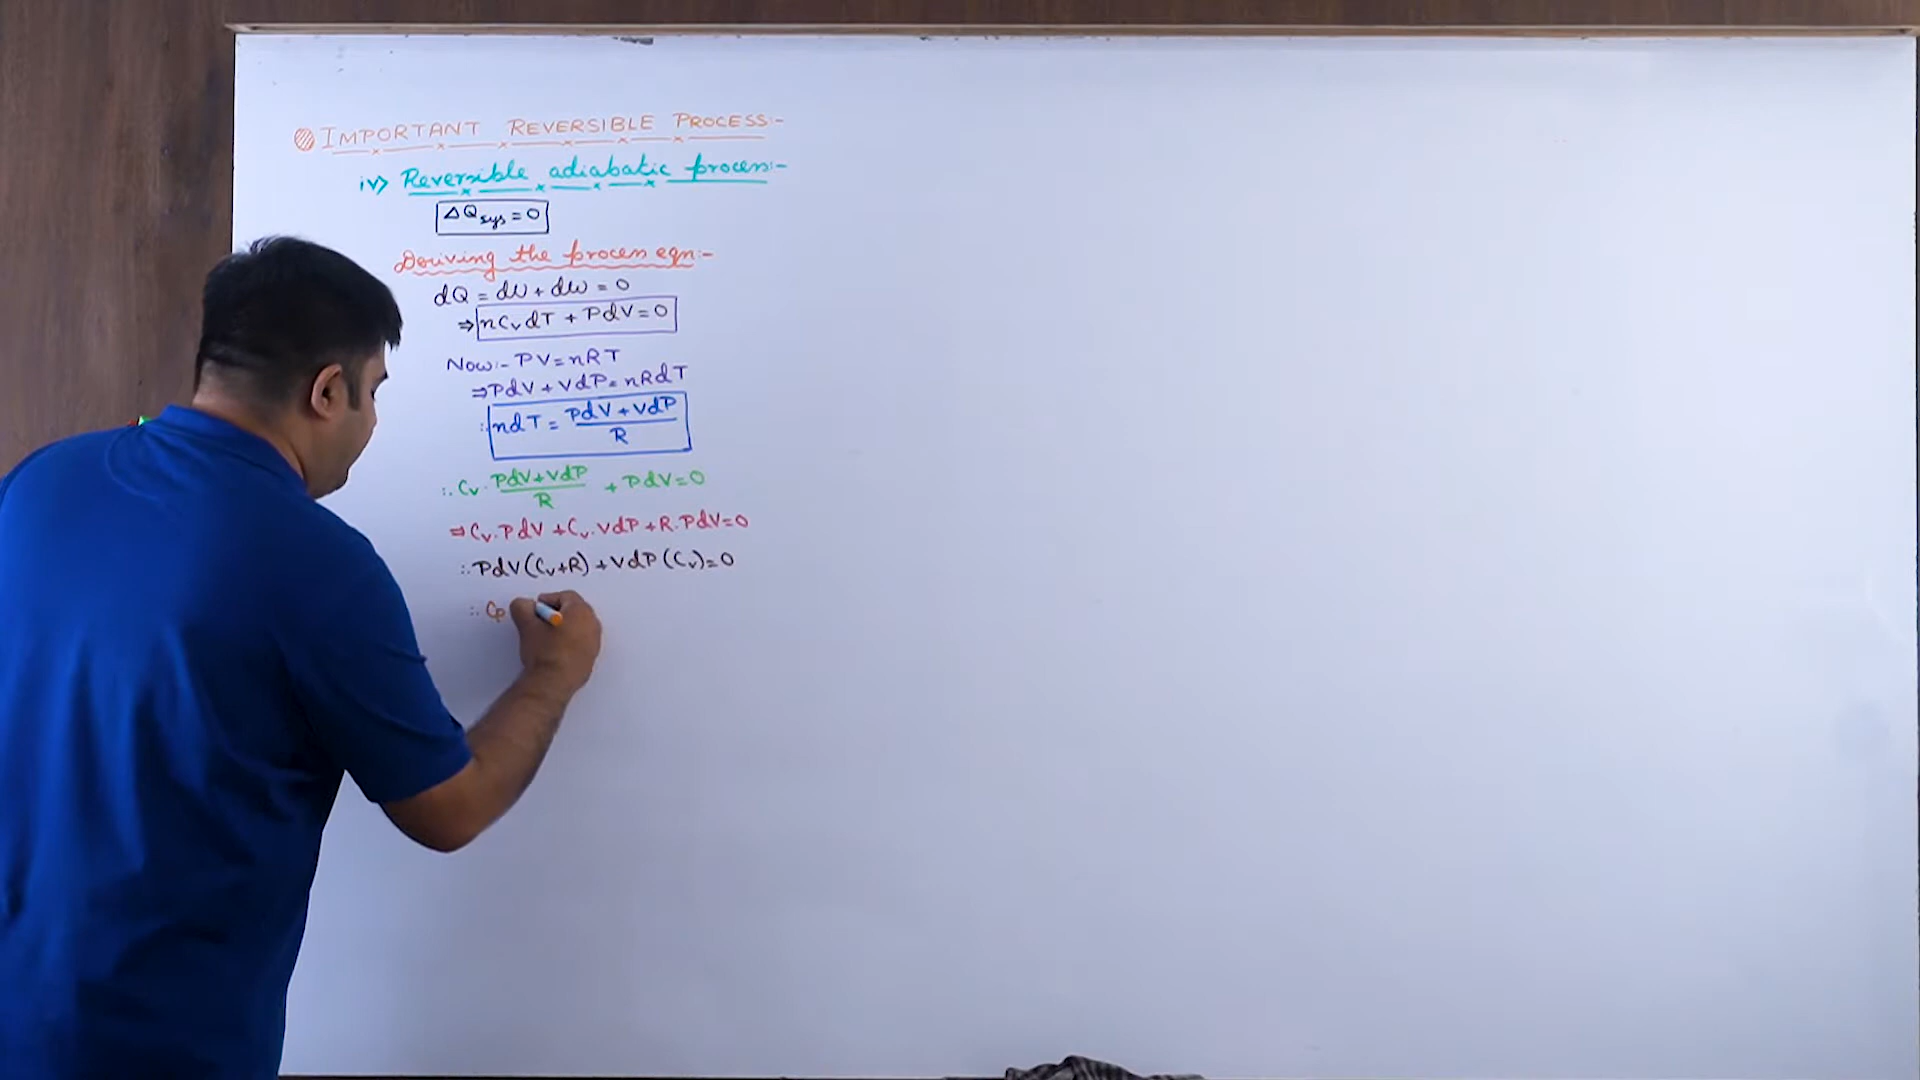 IMPORTANT REVERSIBLE PROCESS:-
iv> Reversible adiabatic process:-
ΔQsys = 0
Deriving the process eqn:-
dQ = dU + dW = 0
⇒ nCvdT + PdV = 0
Now:- PV = nRT
⇒ PdV + VdP = nRdT
∴ ndT = PdV + VdP / R
∴ Cv. PdV + VdP / R + PdV = 0
⇒ Cv.PdV + Cv.VdP + R.PdV = 0
∴ PdV(Cv+R) + VdP(Cv) = 0
∴ Cp